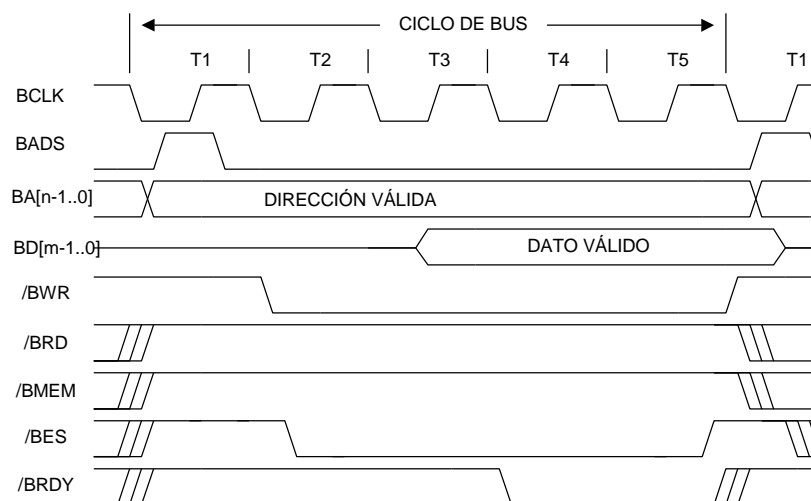 CICLO DE BUS
T1 T2 T3 T4 T5 T1
BCLK
BADS
BA[n-1..0] DIRECCIÓN VÁLIDA
BD[m-1..0] DATO VÁLIDO
/BWR
/BRD
/BMEM
/BES
/BRDY